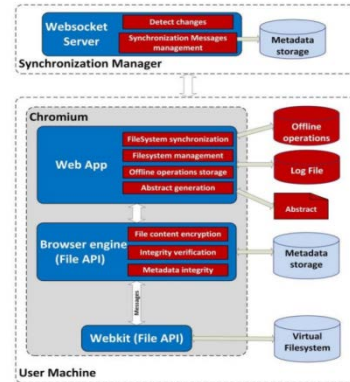 Websocket
Server
Detect changes
Synchronization Messages
management
Metadata
storage
Synchronization Manager
Chromium
Web App
FileSystem synchronization
Filesystem management
Offline operations storage
Abstract generation
Offline
operations
Log File
Abstract
Browser engine
(File API)
File content encryption
Integrity verification
Metadata integrity
Metadata
storage
Messages
Webkit (File API)
Virtual
Filesystem
User Machine